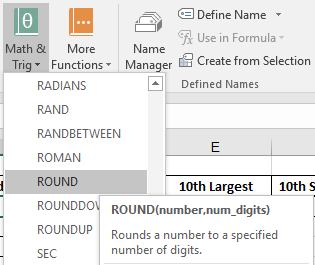 Math & Trig
More Functions
Name Manager
Define Name
Use in Formula
Create from Selection
Defined Names
RADIANS
RAND
RANDBETWEEN
ROMAN
ROUND
ROUNDDOW
ROUNDUP
SEC
E
10th Largest
10th S
ROUND(number,num_digits)
Rounds a number to a specified
number of digits.